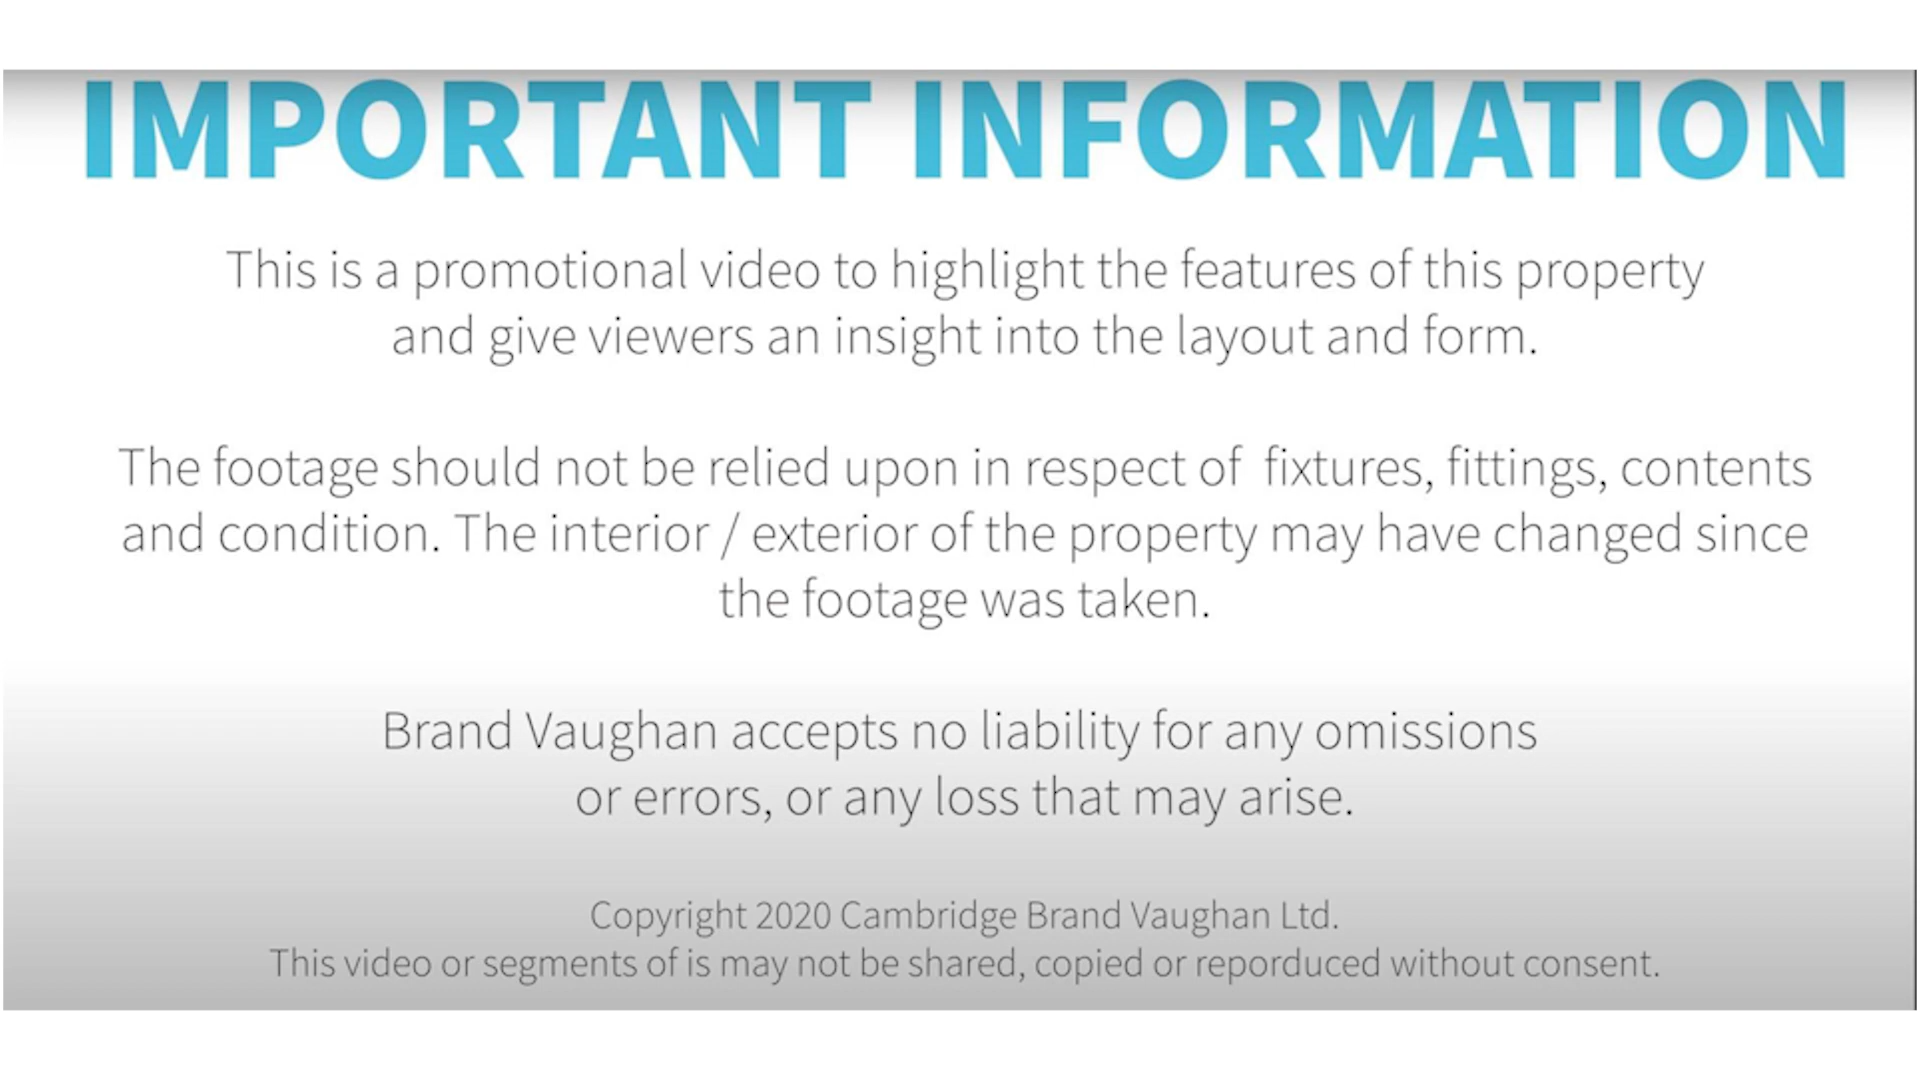 IMPORTANT INFORMATION
This is a promotional video to highlight the features of this property
and give viewers an insight into the layout and form.
The footage should not be relied upon in respect of fixtures, fittings, contents
and condition. The interior / exterior of the property may have changed since
the footage was taken.
Brand Vaughan accepts no liability for any omissions
or errors, or any loss that may arise.
Copyright 2020 Cambridge Brand Vaughan Ltd.
This video or segments of is may not be shared, copied or reporduced without consent.